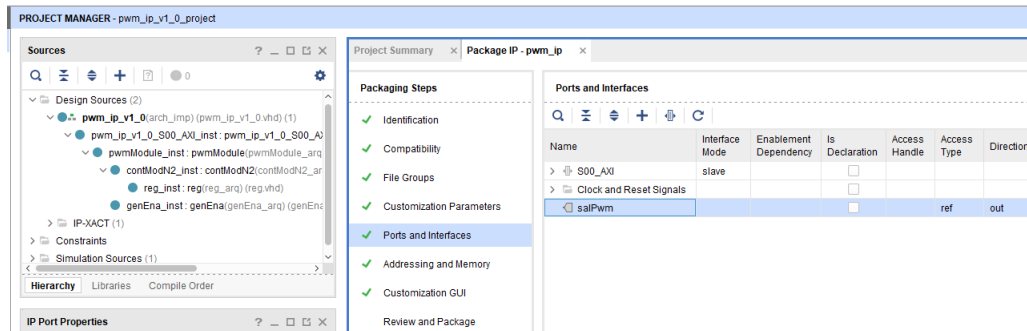 PROJECT MANAGER - pwm_ip_v1_0_project
Sources
? _
0
Design Sources (2)
pwm_ip_v1_0(arch_imp) (pwm_ip_v1_0.vhd) (1)
pwm_ip_v1_0_S00_AXI_inst : pwm_ip_v1_0_S00_AX
pwmModule_inst : pwmModule(pwmModule_arq
contModN2_inst : contModN2(contModN2_ar
reg_inst : reg(reg_arq) (reg.vhd)
genEna_inst : genEna(genEna_arq) (genEna
IP-XACT (1)
Constraints
Simulation Sources (1)
Hierarchy Libraries Compile Order
IP Port Properties
? _
Project Summary × Package IP - pwm_ip ×
Packaging Steps
Identification
Compatibility
File Groups
Customization Parameters
Ports and Interfaces
Addressing and Memory
Customization GUI
Review and Package
Ports and Interfaces
Name Interface Mode Enablement Dependency Is Declaration Access Handle Access Type Direction
S00_AXI slave
Clock and Reset Signals
salPwm ref out